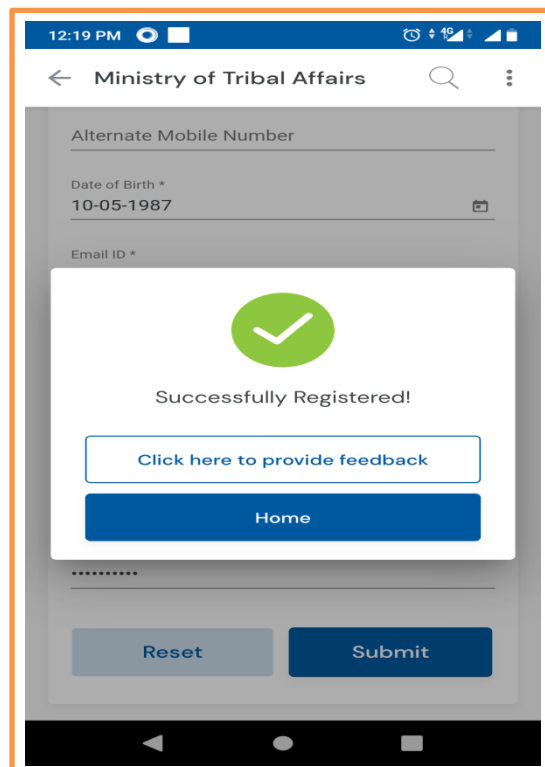 12:19 PM
4G
Ministry of Tribal Affairs
Alternate Mobile Number
Date of Birth *
10-05-1987
Email ID *
Successfully Registered!
Click here to provide feedback
Home
••••••••••
Reset
Submit